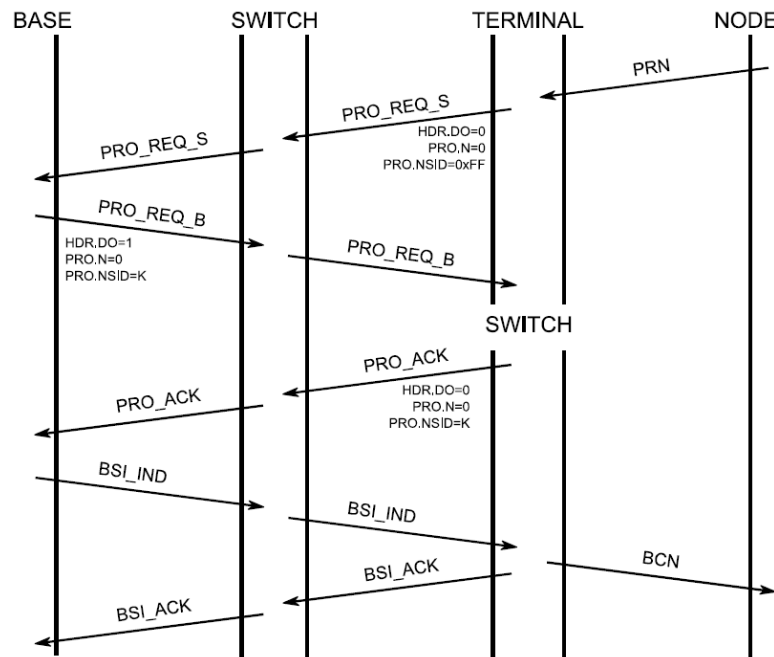 BASE SWITCH TERMINAL NODE
PRN
PRO_REQ_S
HDR.DO=0
PRO.N=0
PRO.NSID=0xFF
PRO_REQ_S
PRO_REQ_B
HDR.DO=1
PRO.N=0
PRO.NSID=K
PRO_REQ_B
SWITCH
PRO_ACK
HDR.DO=0
PRO.N=0
PRO.NSID=K
PRO_ACK
BSI_IND
BSI_IND
BCN
BSI_ACK
BSI_ACK